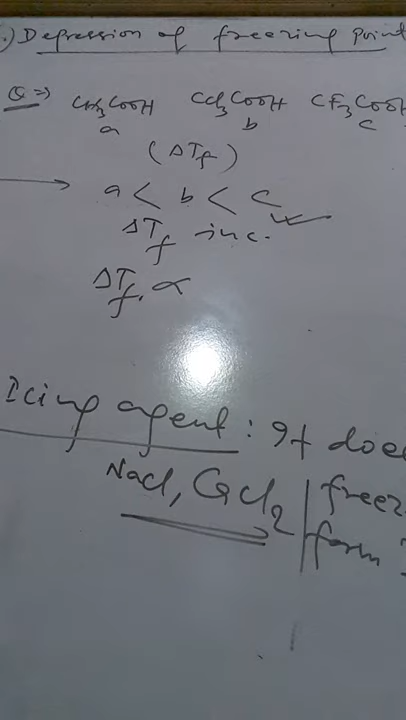 .) Depression of freezing point
Q ⇒ CH3COOH CCl3COOH CF3COOH
a b c
(ΔTf)
→ a < b < c
ΔTf inc.
ΔTf ∝
Icing agent : It does
NaCl, CaCl2 | freez
form